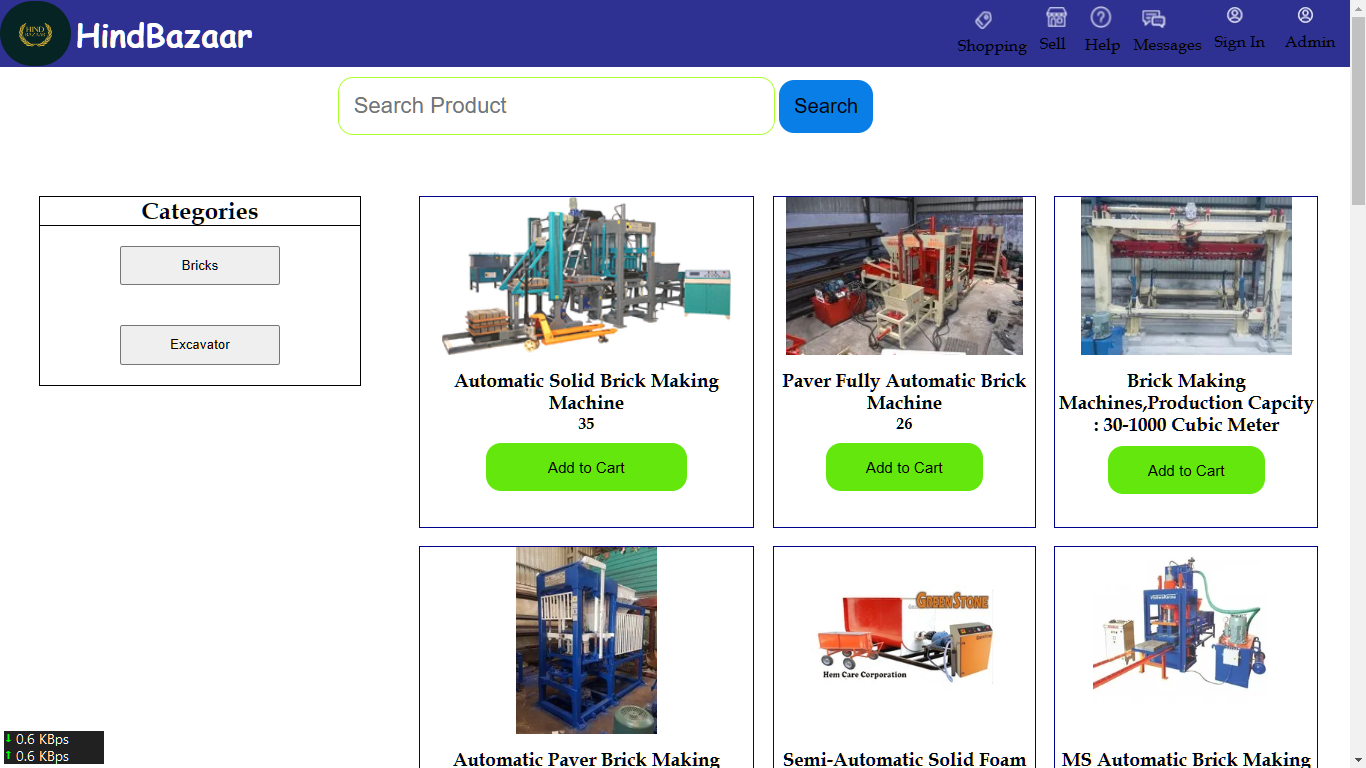 HIND
BAZAAR
HindBazaar
Shopping
Sell
Help
Messages
Sign In
Admin
Search Product
Search
Categories
Bricks
Excavator
Automatic Solid Brick Making
Machine
35
Add to Cart
Paver Fully Automatic Brick
Machine
26
Add to Cart
Brick Making
Machines,Production Capcity
: 30-1000 Cubic Meter
Add to Cart
Automatic Paver Brick Making
GREENSTONE
Hem Care Corporation
Semi-Automatic Solid Foam
MS Automatic Brick Making
0.6 KBps
0.6 KBps